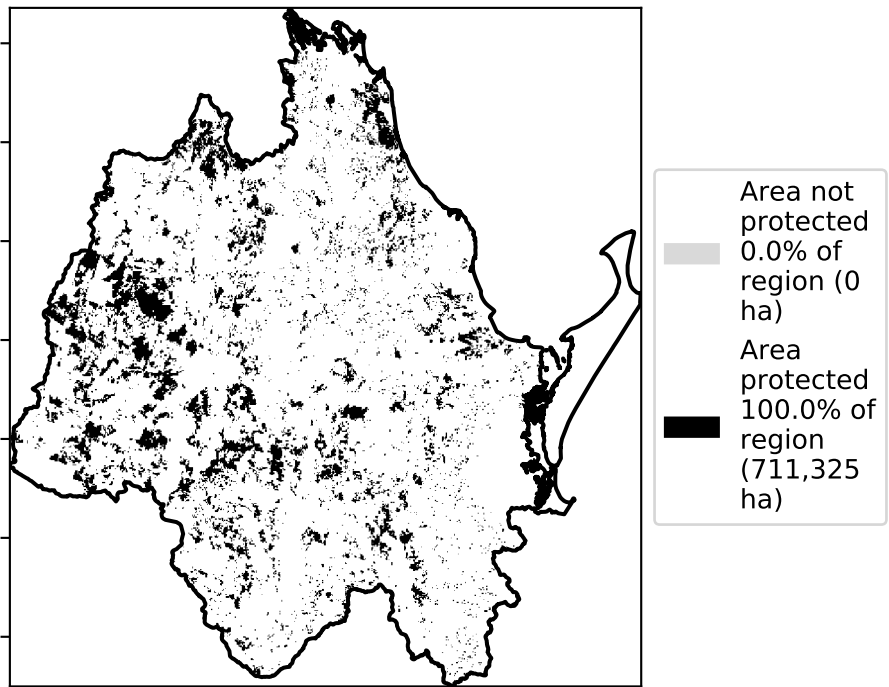 Area not
protected
0.0% of
region (0
ha)
Area
protected
100.0% of
region
(711,325
ha)